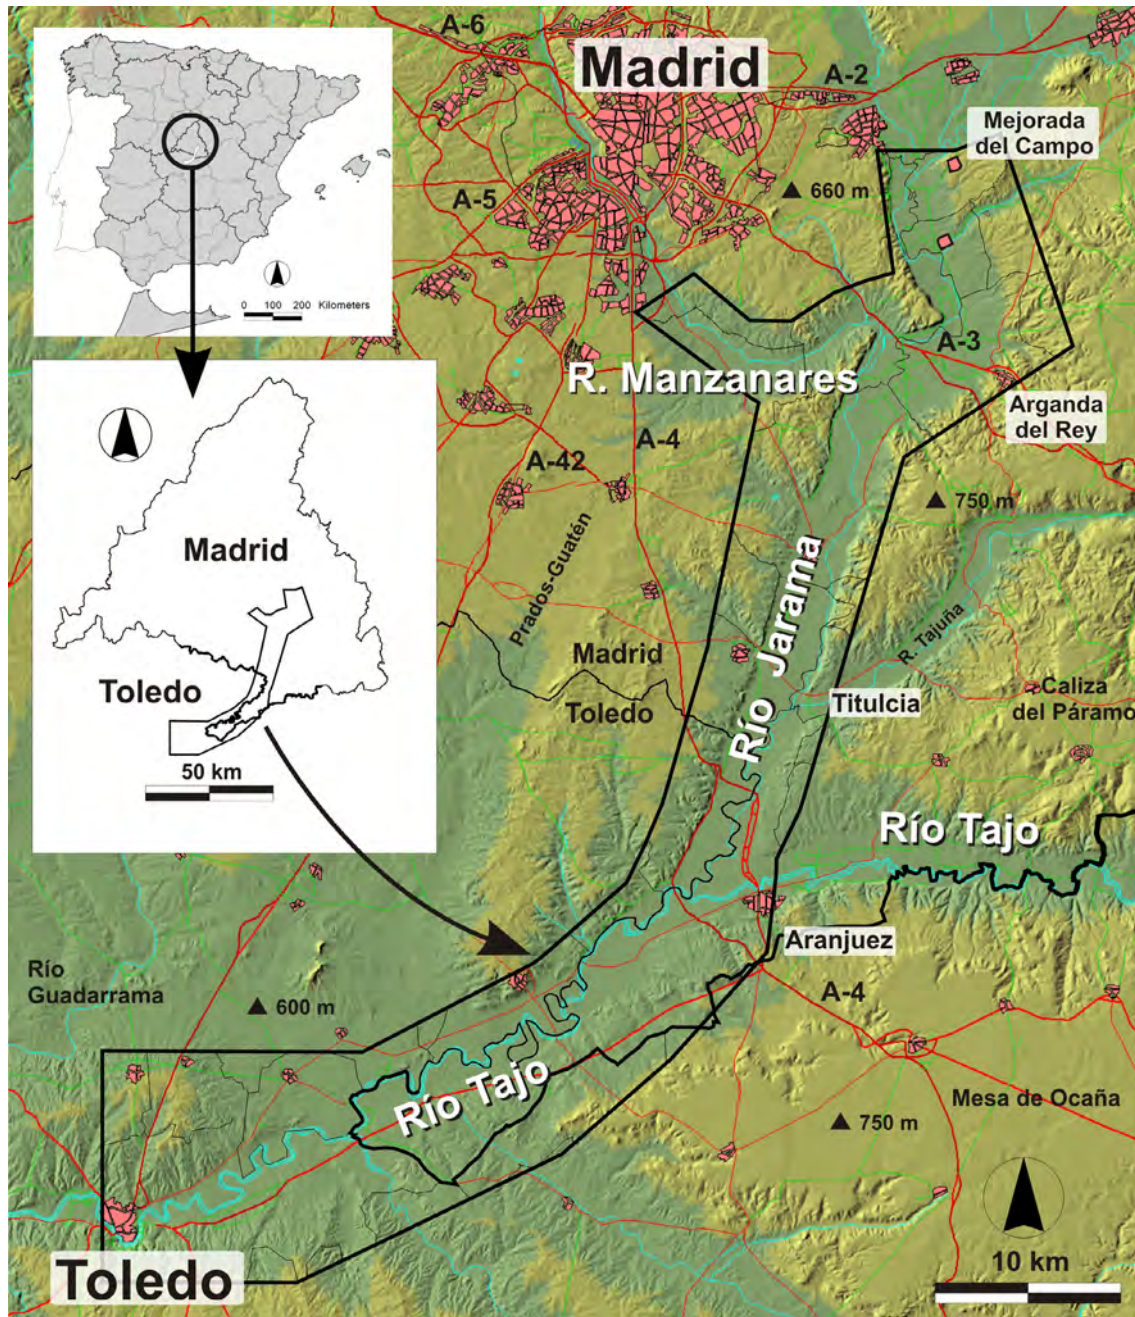 A-6
Madrid
A-2
Mejorada
del Campo
660 m
A-5
0 100 200 Kilometers
A-3
R. Manzanares
Arganda
del Rey
A-4
A-42
750 m
Madrid
Prados-Guatén
Río Jarama
R. Tajuña
Madrid
Toledo
Caliza
del Páramo
Titulcia
Toledo
50 km
Río Tajo
Aranjuez
Río
Guadarrama
600 m
A-4
Río Tajo
Mesa de Ocaña
750 m
10 km
Toledo